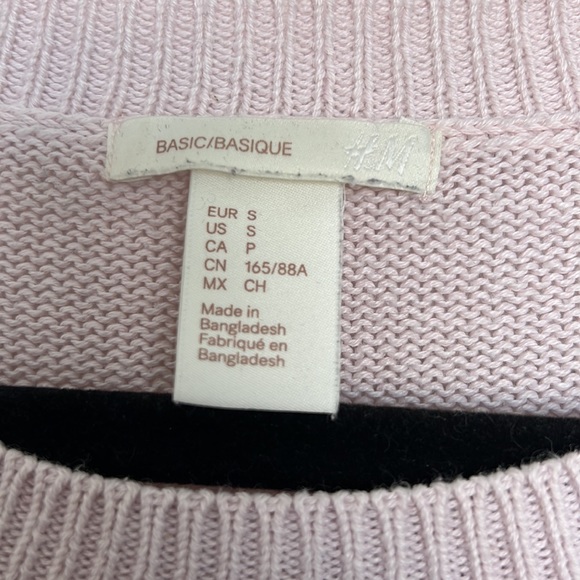 BASIC/BASIQUE H&M
EUR S
US S
CA P
CN 165/88A
MX CH
Made in
Bangladesh
Fabriqué en
Bangladesh